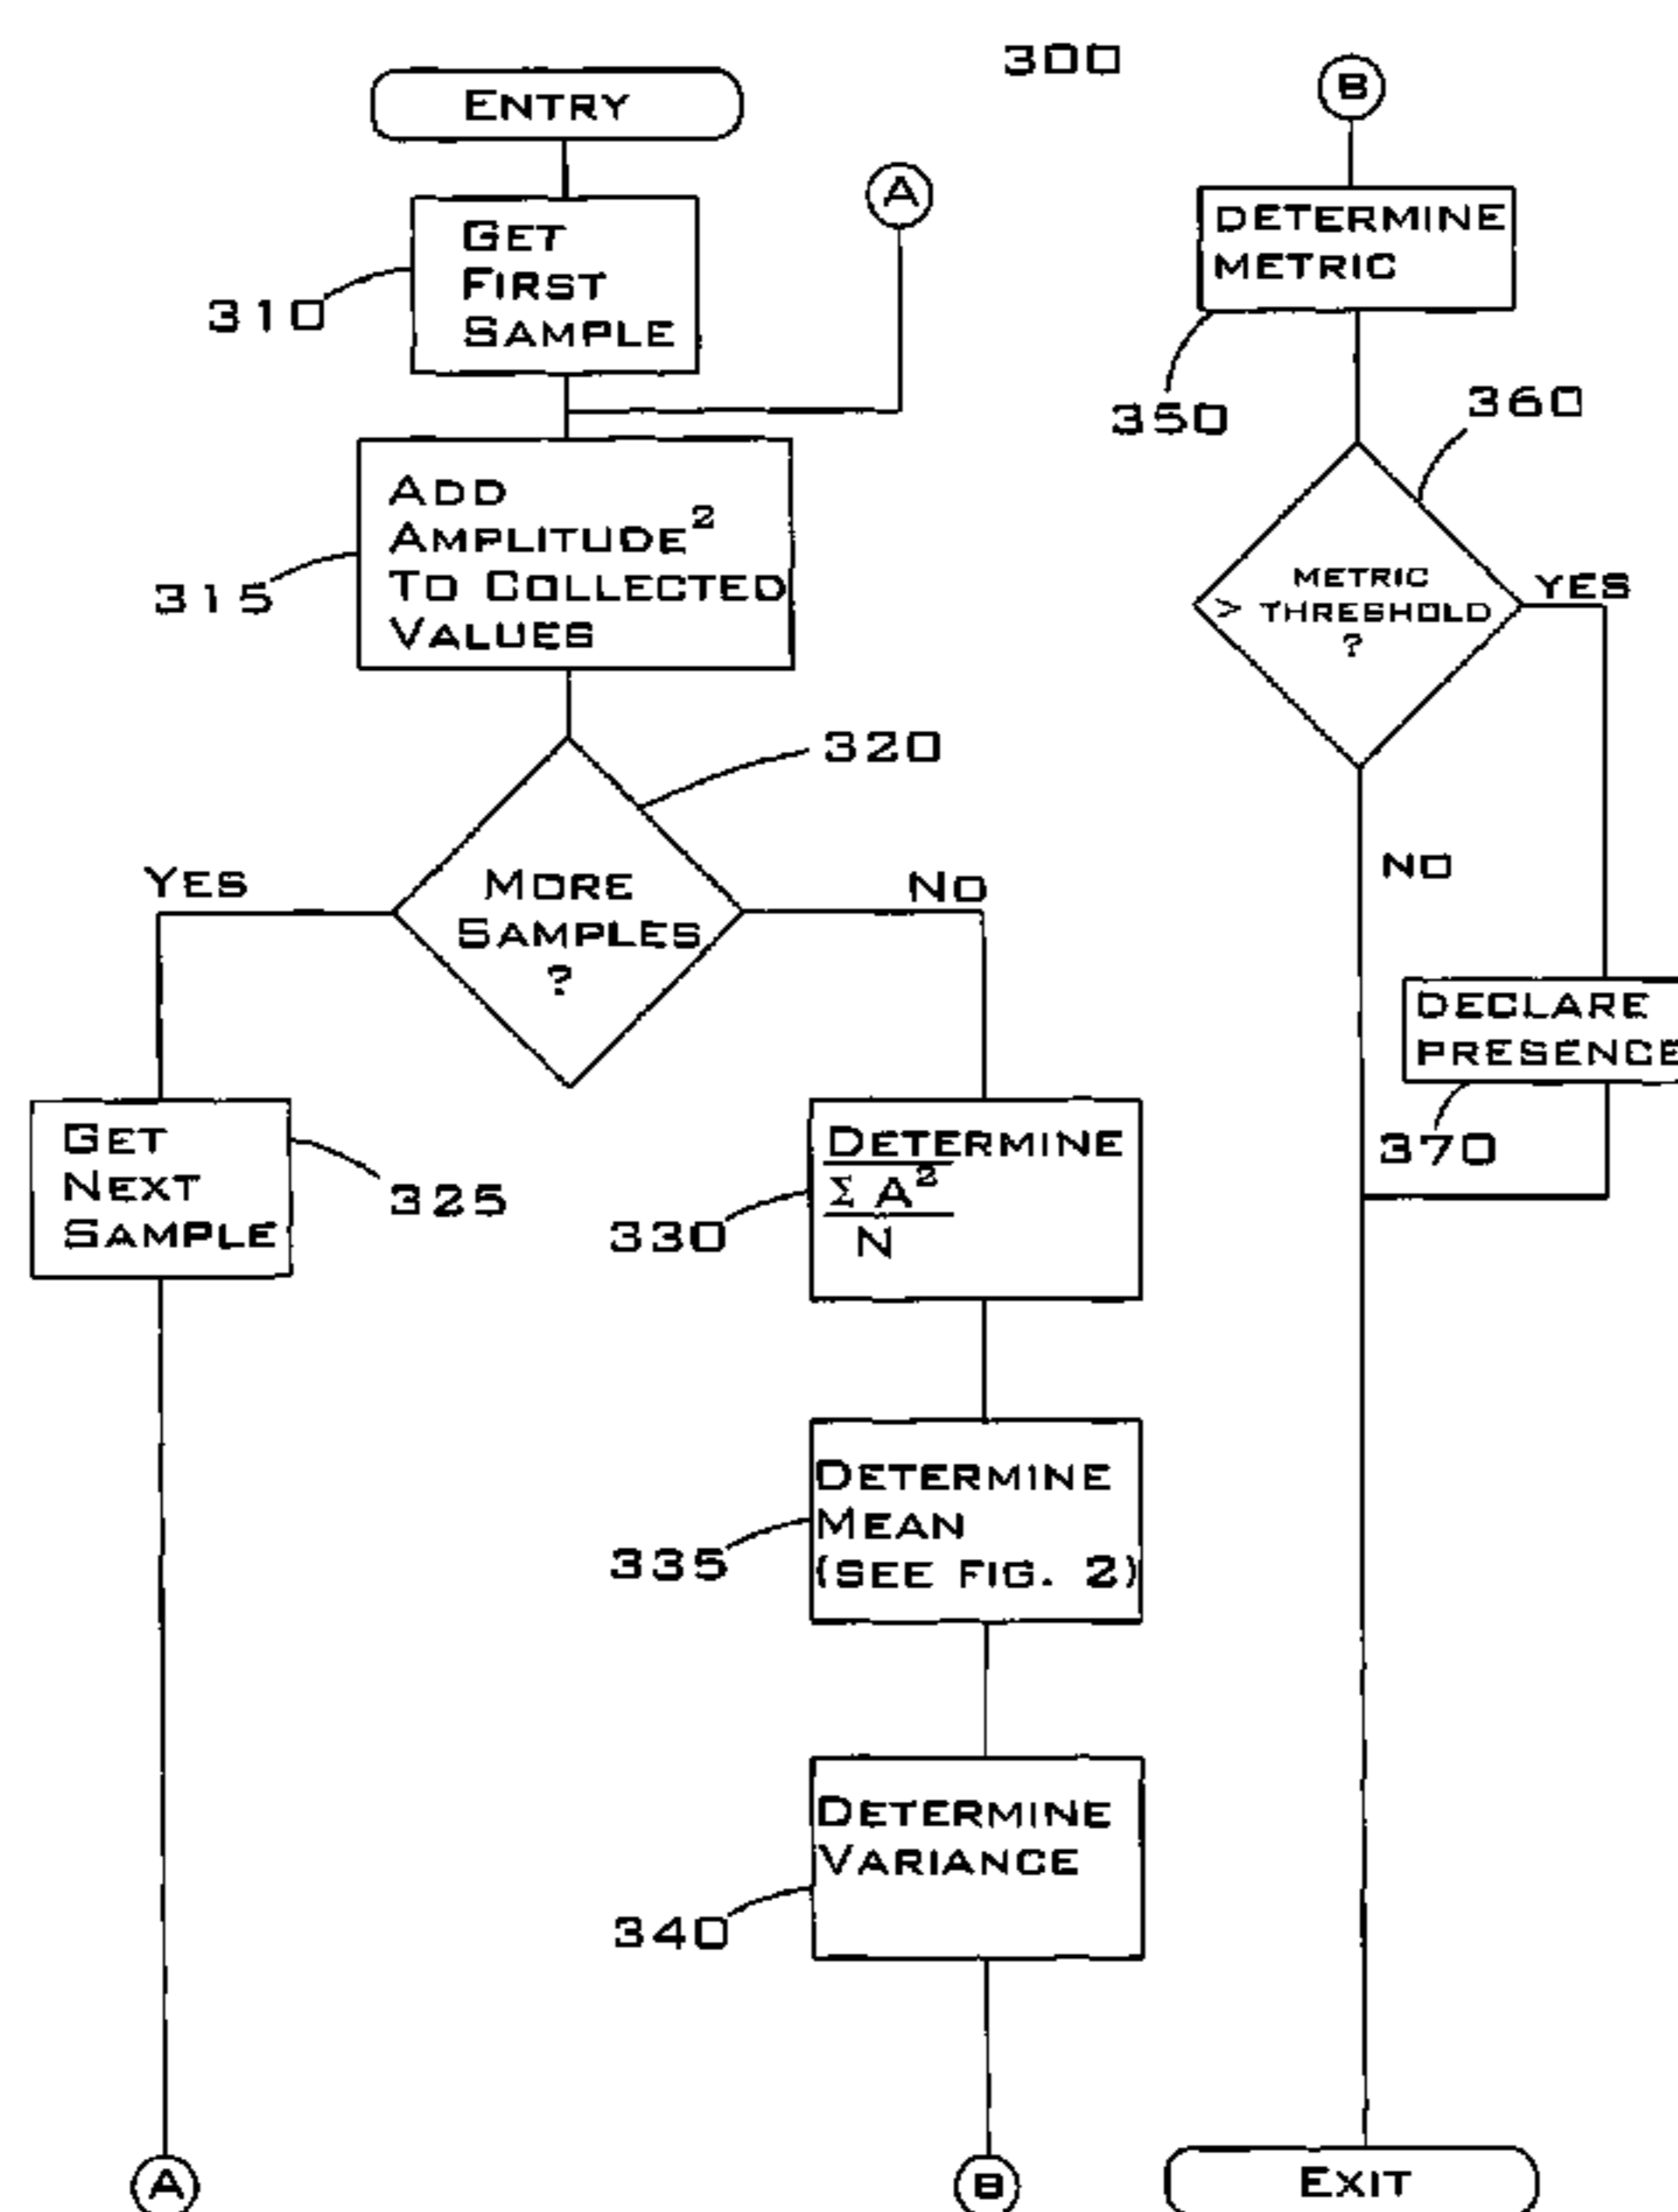 300
ENTRY
GET
FIRST
SAMPLE
310
A
ADD
AMPLITUDE²
TO COLLECTED
VALUES
315
320
MORE
SAMPLES
?
YES
NO
GET
NEXT
SAMPLE
325
DETERMINE
Σ A²
N
330
DETERMINE
MEAN
(SEE FIG. 2)
335
DETERMINE
VARIANCE
340
A
B
B
DETERMINE
METRIC
350
360
METRIC
> THRESHOLD
?
YES
NO
DECLARE
PRESENCE
370
EXIT